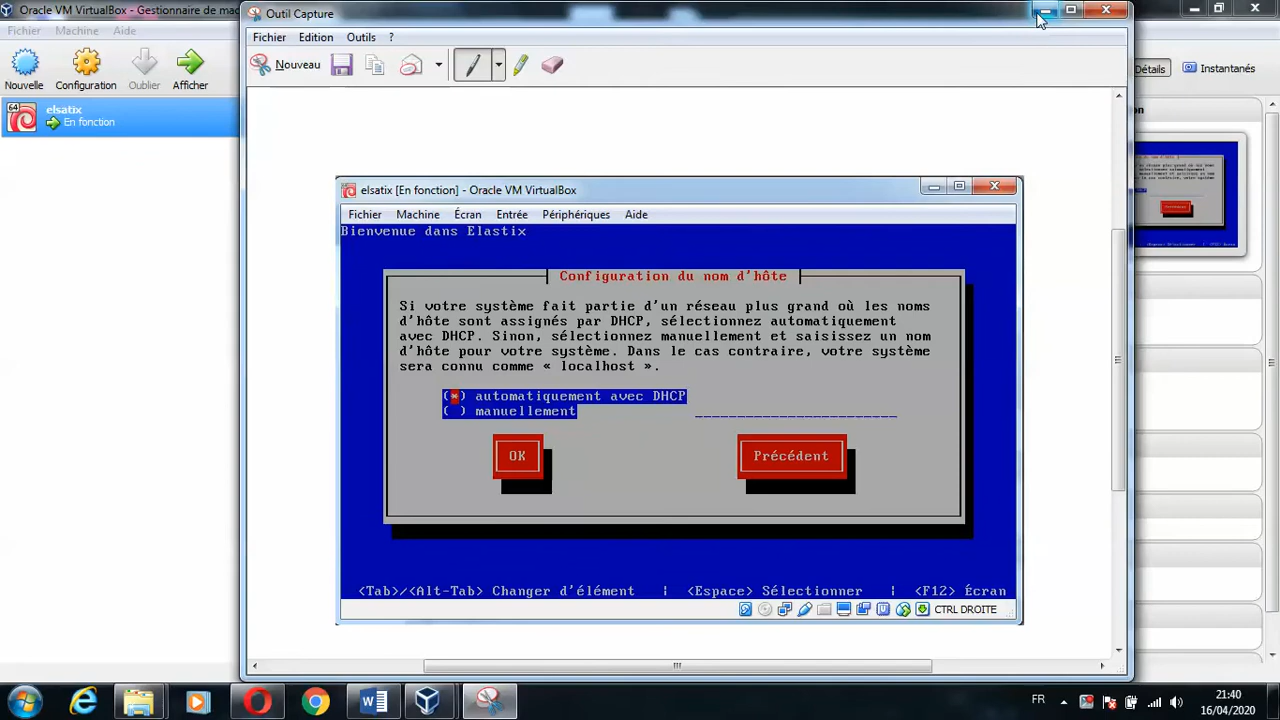 Oracle VM VirtualBox - Gestionnaire de ma
Fichier Machine Aide
Nouvelle Configuration Oublier Afficher
64 elsatix
En fonction
Outil Capture
Fichier Edition Outils ?
Nouveau
Détails Instantanés
elsatix [En fonction] - Oracle VM VirtualBox
Fichier Machine Écran Entrée Périphériques Aide
Bienvenue dans Elastix
Configuration du nom d'hôte
Si votre système fait partie d'un réseau plus grand où les noms
d'hôte sont assignés par DHCP, sélectionnez automatiquement
avec DHCP. Sinon, sélectionnez manuellement et saisissez un nom
d'hôte pour votre système. Dans le cas contraire, votre système
sera connu comme « localhost ».
(*) automatiquement avec DHCP
( ) manuellement
OK Précédent
<Tab>/<Alt-Tab> Changer d'élément | <Espace> Sélectionner | <F12> Écran
CTRL DROITE
FR
21:40
16/04/2020